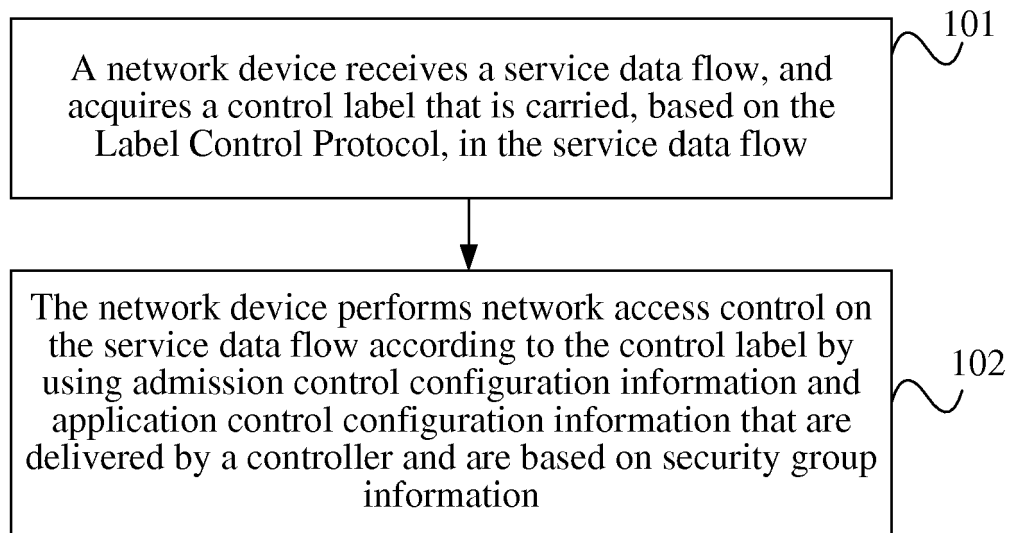 101
A network device receives a service data flow, and
acquires a control label that is carried, based on the
Label Control Protocol, in the service data flow
The network device performs network access control on
the service data flow according to the control label by
using admission control configuration information and
application control configuration information that are
delivered by a controller and are based on security group
information
102